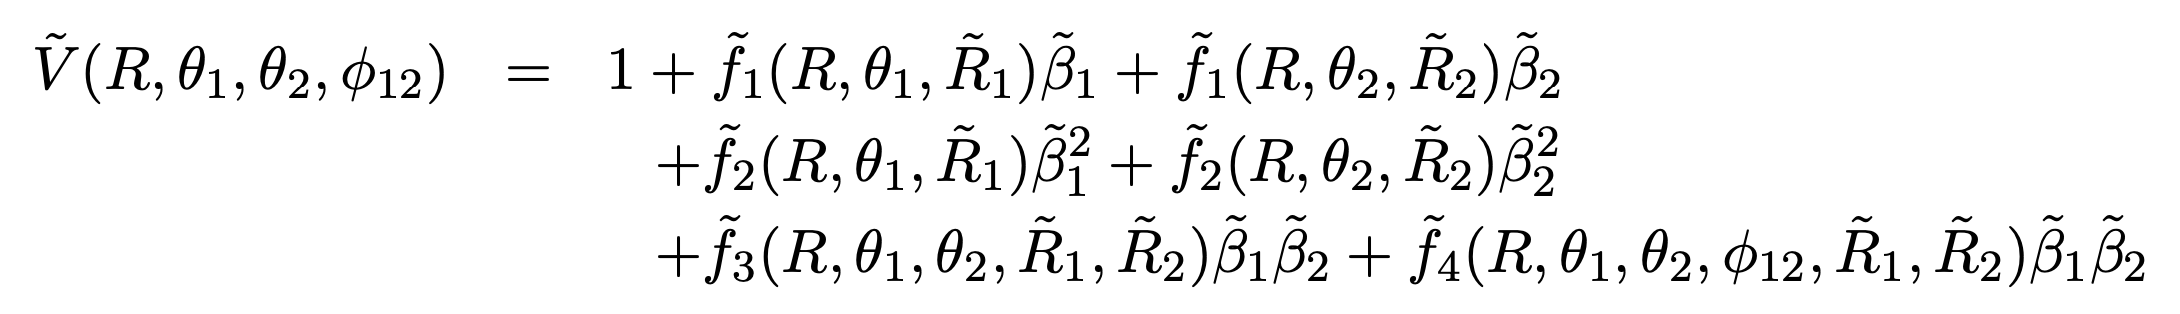 Ṽ(R, θ₁, θ₂, ϕ₁₂) = 1 + f̃₁(R, θ₁, R̃₁)β̃₁ + f̃₁(R, θ₂, R̃₂)β̃₂
+f̃₂(R, θ₁, R̃₁)β̃₁² + f̃₂(R, θ₂, R̃₂)β̃₂²
+f̃₃(R, θ₁, θ₂, R̃₁, R̃₂)β̃₁β̃₂ + f̃₄(R, θ₁, θ₂, ϕ₁₂, R̃₁, R̃₂)β̃₁β̃₂